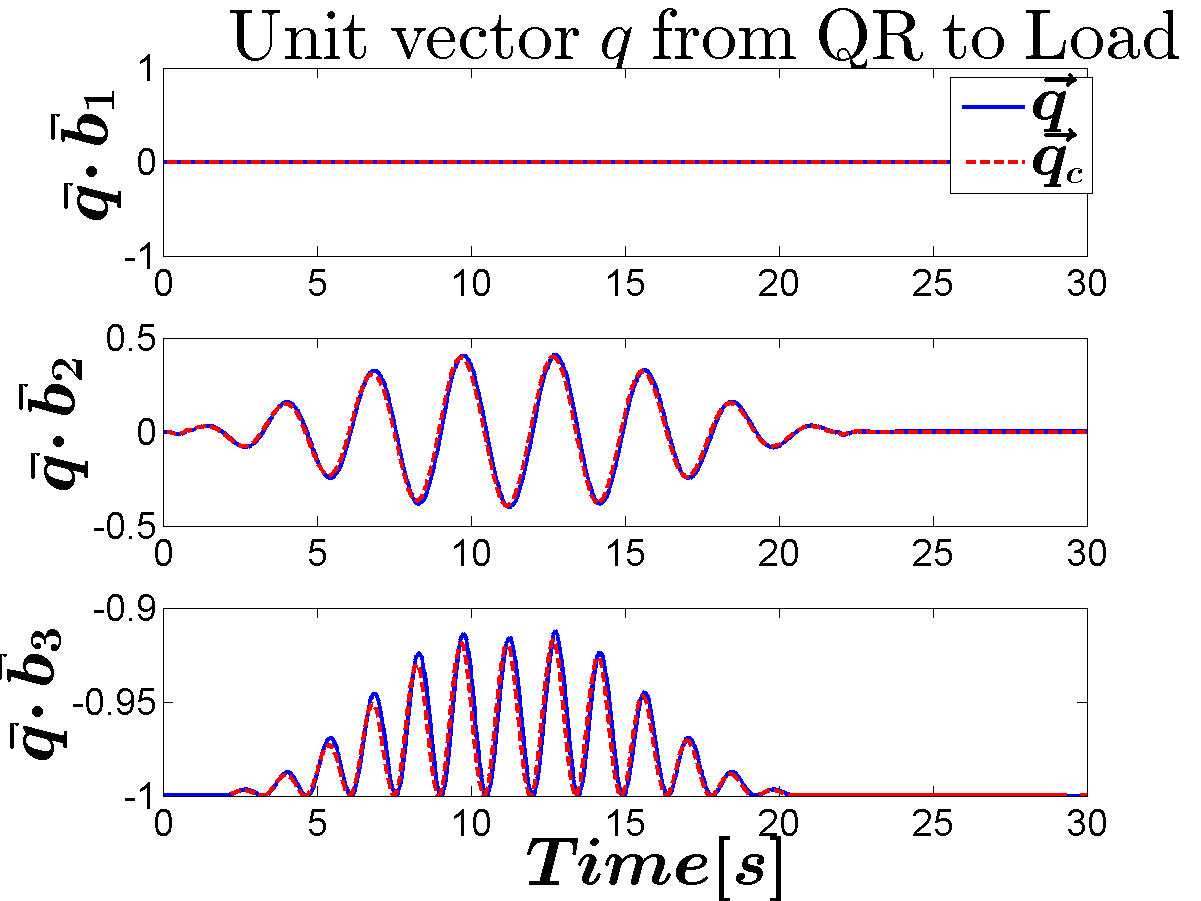 Unit vector q from QR to Load
q̄ · b̄₁
1
0
-1
q⃗
q⃗c
0 5 10 15 20 25 30
q̄ · b̄₂
0.5
0
-0.5
0 5 10 15 20 25 30
q̄ · b̄₃
-0.9
-0.95
-1
0 5 10 15 20 25 30
Time[s]